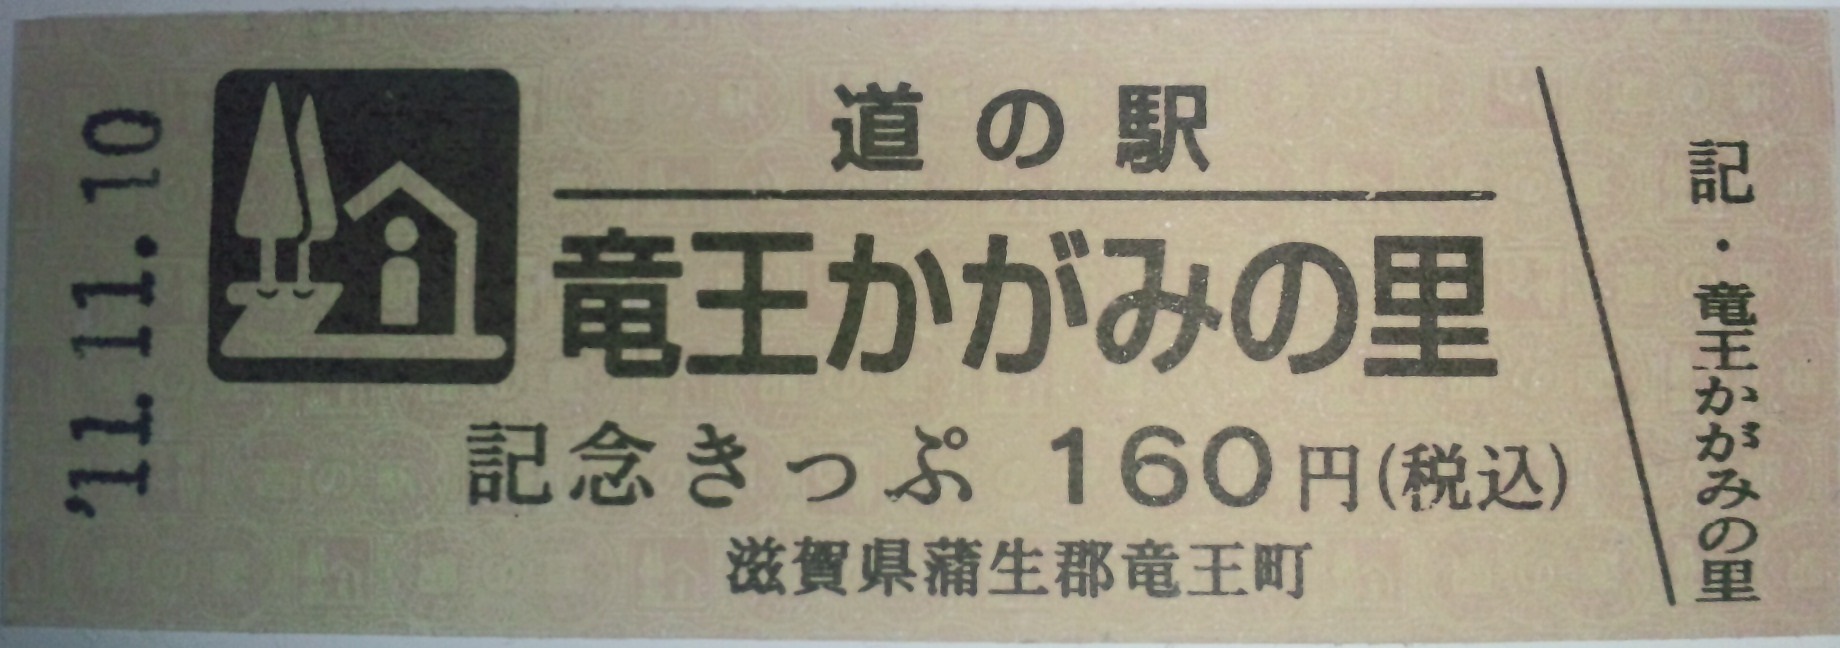 '11.11.10
道の駅
竜王かがみの里
記念きっぷ 160円(税込)
滋賀県蒲生郡竜王町
記・竜王かがみの里